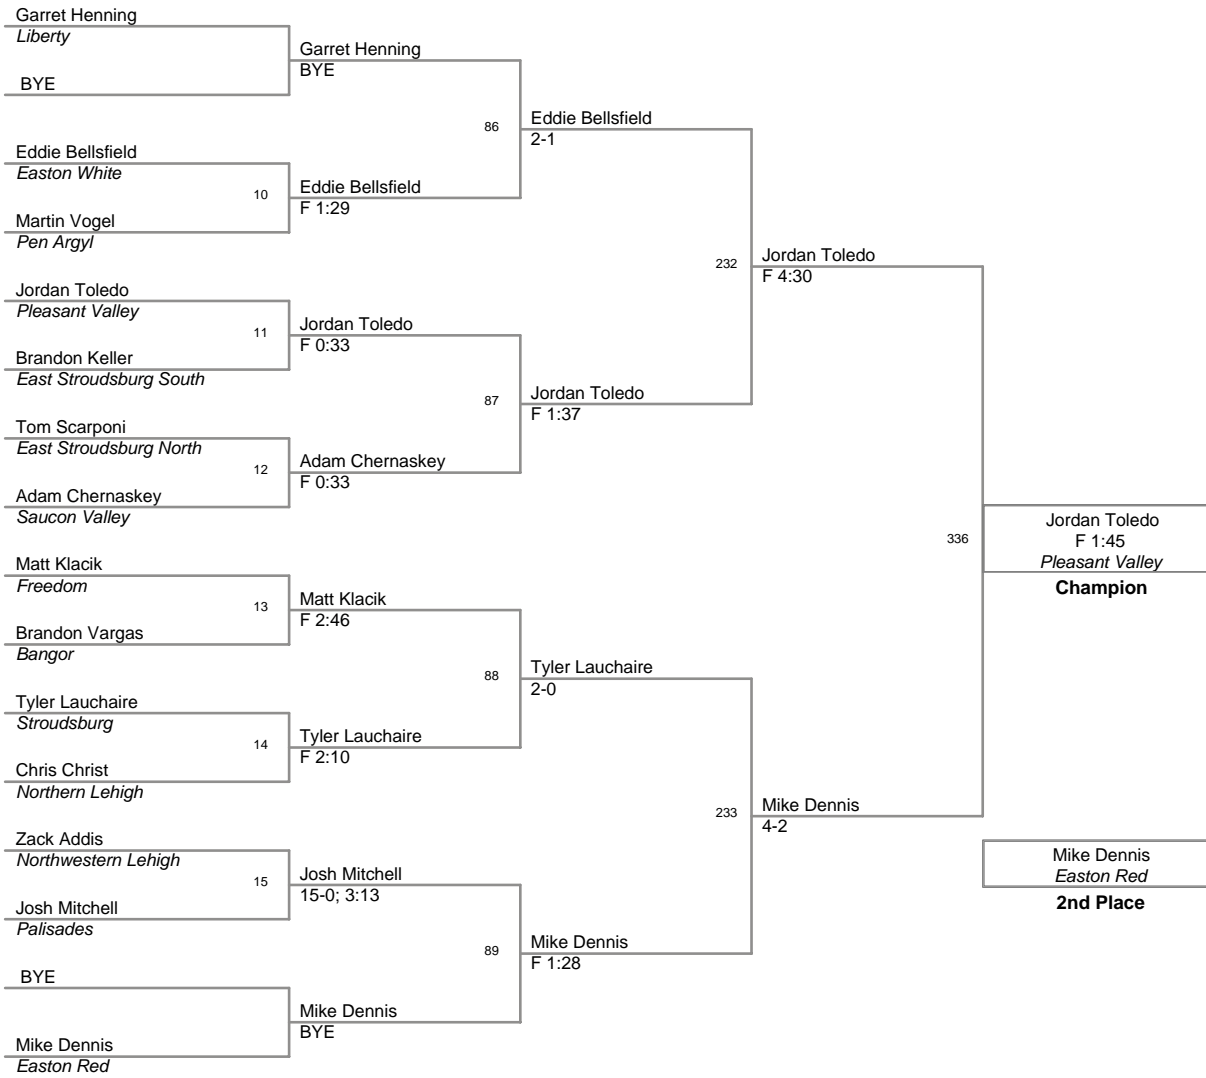 Garret Henning
Liberty
BYE
Eddie Bellsfield
Easton White
Martin Vogel
Pen Argyl
Jordan Toledo
Pleasant Valley
Brandon Keller
East Stroudsburg South
Tom Scarponi
East Stroudsburg North
Adam Chernaskey
Saucon Valley
Matt Klacik
Freedom
Brandon Vargas
Bangor
Tyler Lauchaire
Stroudsburg
Chris Christ
Northern Lehigh
Zack Addis
Northwestern Lehigh
Josh Mitchell
Palisades
BYE
Mike Dennis
Easton Red
10
11
12
13
14
15
Garret Henning
BYE
Eddie Bellsfield
F 1:29
Jordan Toledo
F 0:33
Adam Chernaskey
F 0:33
Matt Klacik
F 2:46
Tyler Lauchaire
F 2:10
Josh Mitchell
15-0; 3:13
Mike Dennis
BYE
86
87
88
89
Eddie Bellsfield
2-1
Jordan Toledo
F 1:37
Tyler Lauchaire
2-0
Mike Dennis
F 1:28
232
233
Jordan Toledo
F 4:30
Mike Dennis
4-2
336
Jordan Toledo
F 1:45
Pleasant Valley
Champion
Mike Dennis
Easton Red
2nd Place